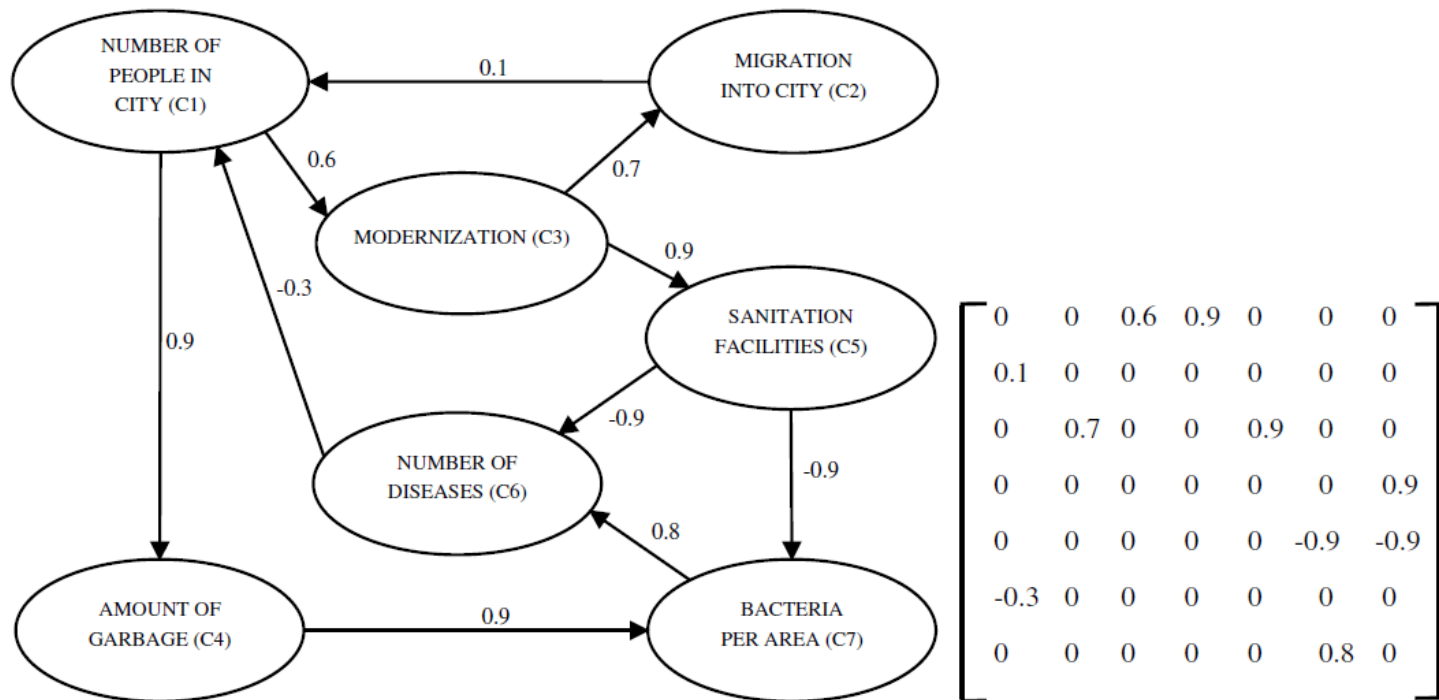 NUMBER OF
PEOPLE IN
CITY (C1)
0.1
MIGRATION
INTO CITY (C2)
0.6
0.7
MODERNIZATION (C3)
0.9
-0.3
0.9
SANITATION
FACILITIES (C5)
-0.9
-0.9
NUMBER OF
DISEASES (C6)
0.8
AMOUNT OF
GARBAGE (C4)
0.9
BACTERIA
PER AREA (C7)
0 0 0.6 0.9 0 0 0
0.1 0 0 0 0 0 0
0 0.7 0 0 0.9 0 0
0 0 0 0 0 0 0.9
0 0 0 0 0 -0.9 -0.9
-0.3 0 0 0 0 0 0
0 0 0 0 0 0.8 0